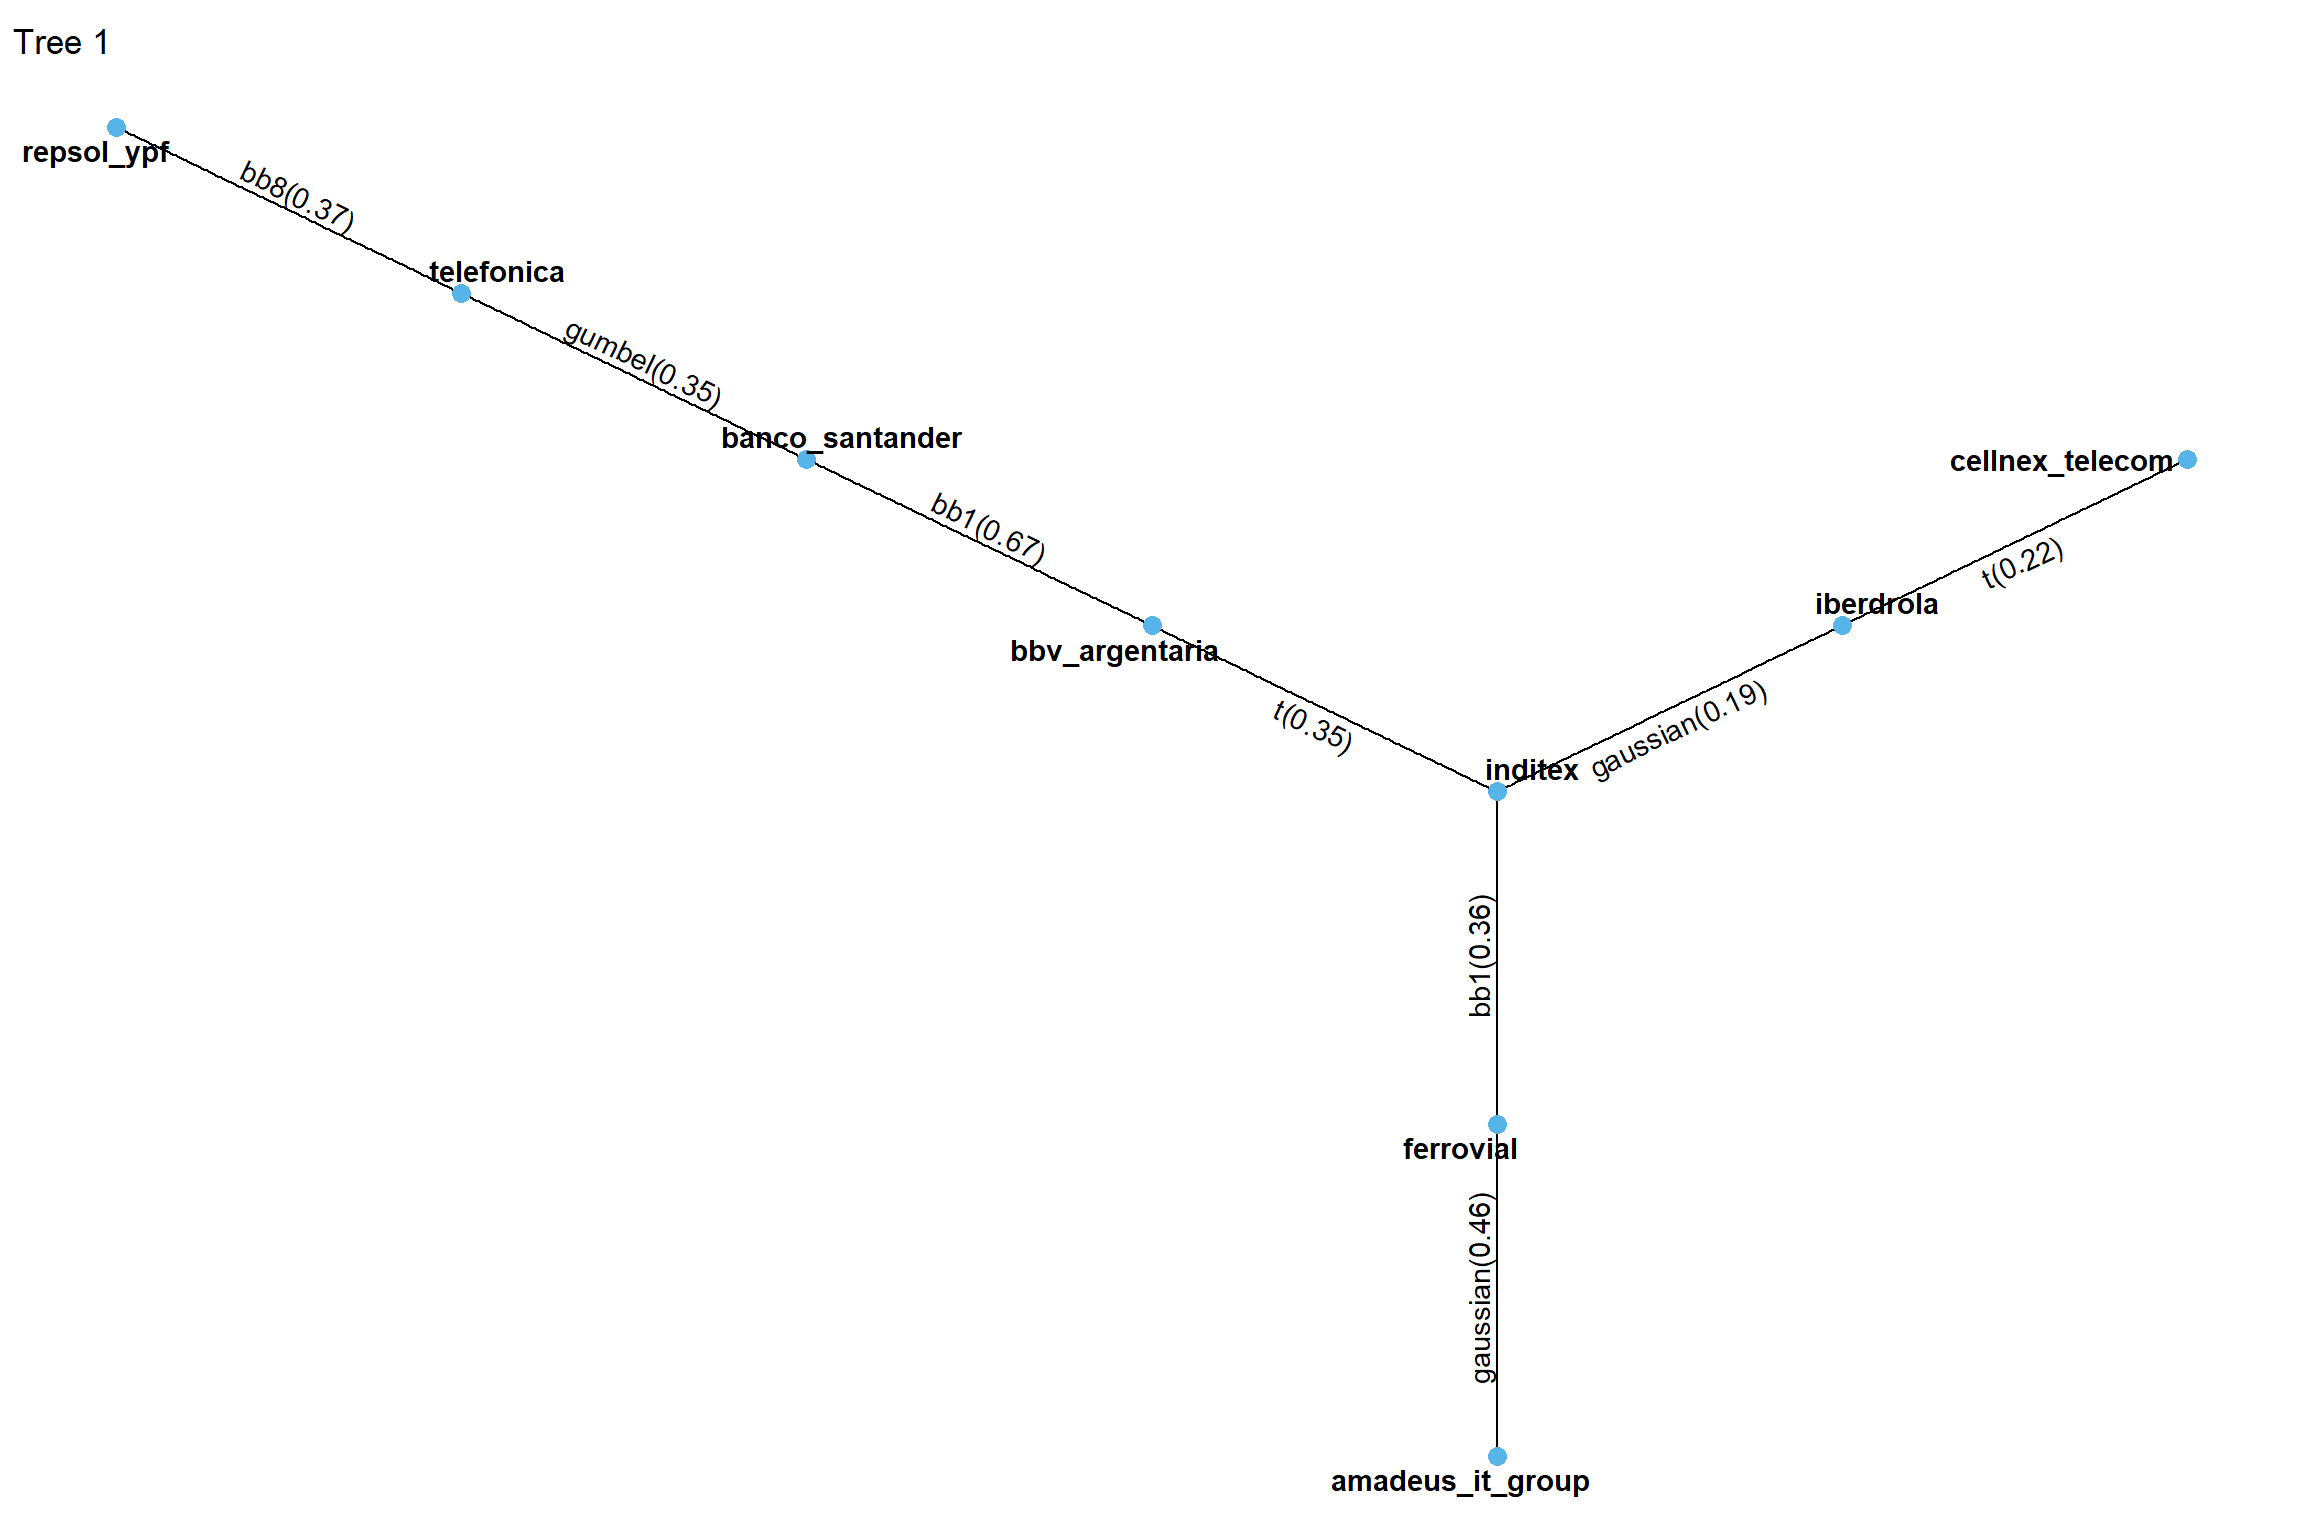 Tree 1
repsol_ypf
bb8(0.37)
telefonica
gumbel(0.35)
banco_santander
cellnex_telecom
bb1(0.67)
t(0.22)
iberdrola
bbv_argentaria
t(0.35)
gaussian(0.19)
inditex
bb1(0.36)
ferrovial
gaussian(0.46)
amadeus_it_group